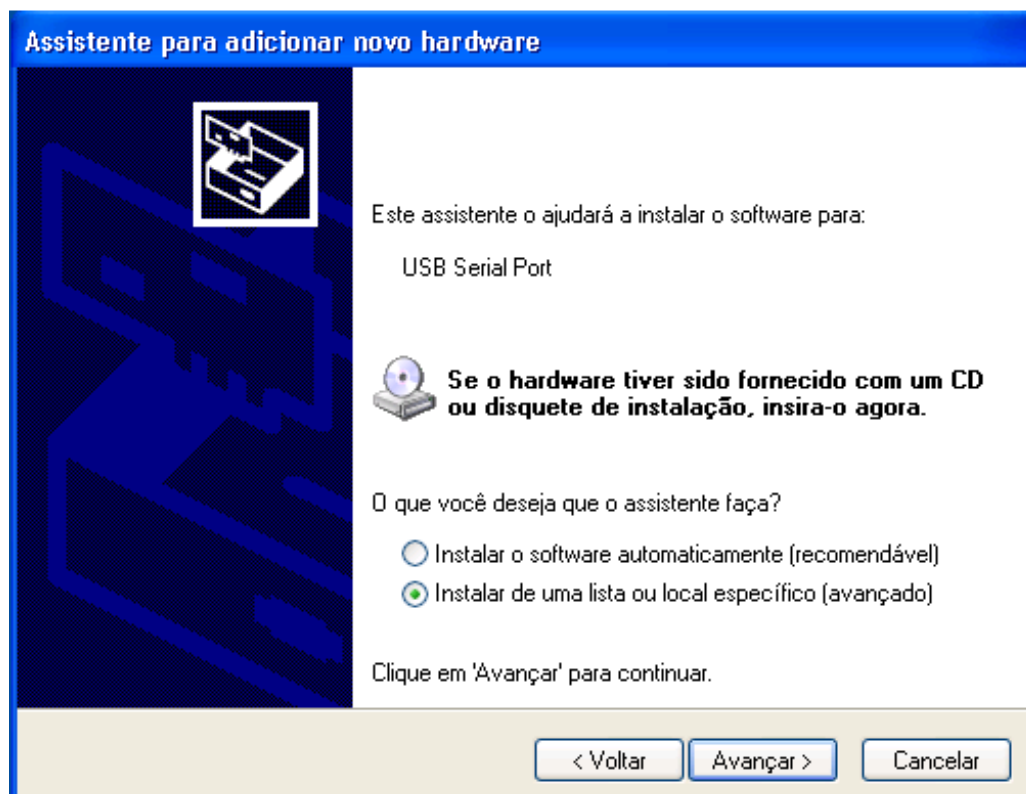 Assistente para adicionar novo hardware
Este assistente o ajudará a instalar o software para:
USB Serial Port
Se o hardware tiver sido fornecido com um CD
ou disquete de instalação, insira-o agora.
O que você deseja que o assistente faça?
Instalar o software automaticamente (recomendável)
Instalar de uma lista ou local específico (avançado)
Clique em 'Avançar' para continuar.
< Voltar Avançar > Cancelar